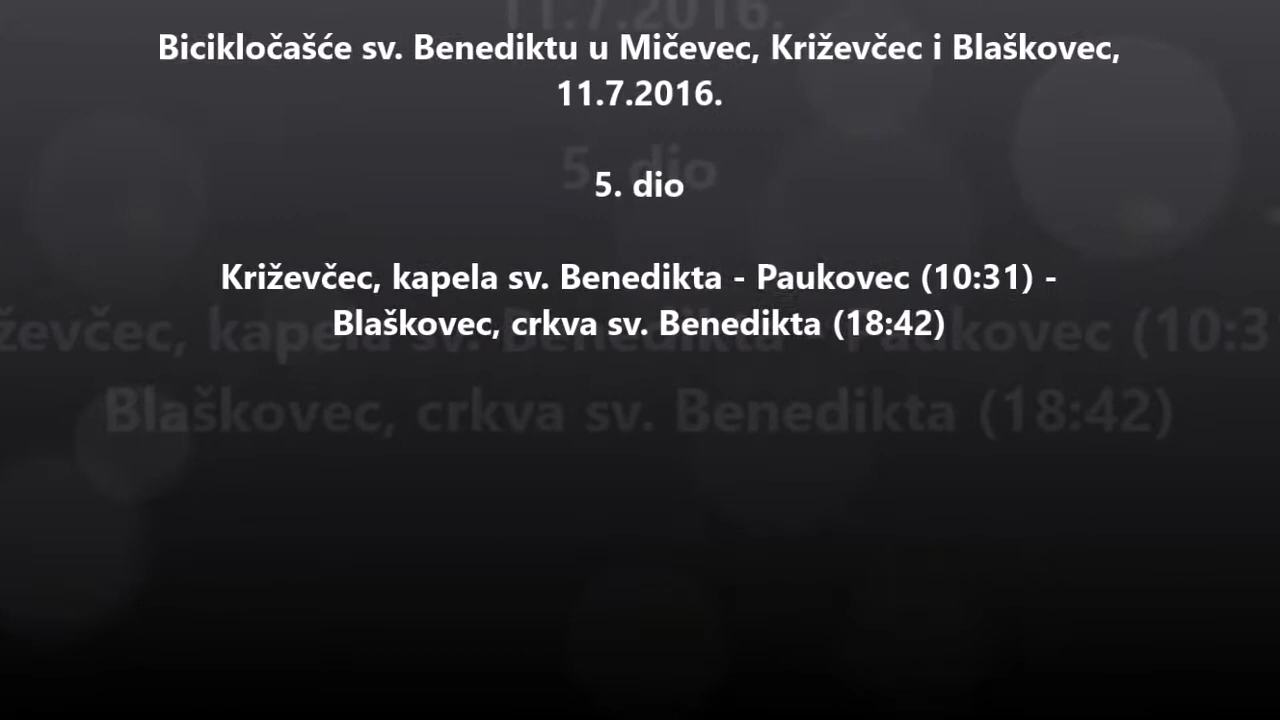 Bicikločašće sv. Benediktu u Mičevec, Križevčec i Blaškovec,
11.7.2016.
5. dio
Križevčec, kapela sv. Benedikta - Paukovec (10:31) -
Blaškovec, crkva sv. Benedikta (18:42)